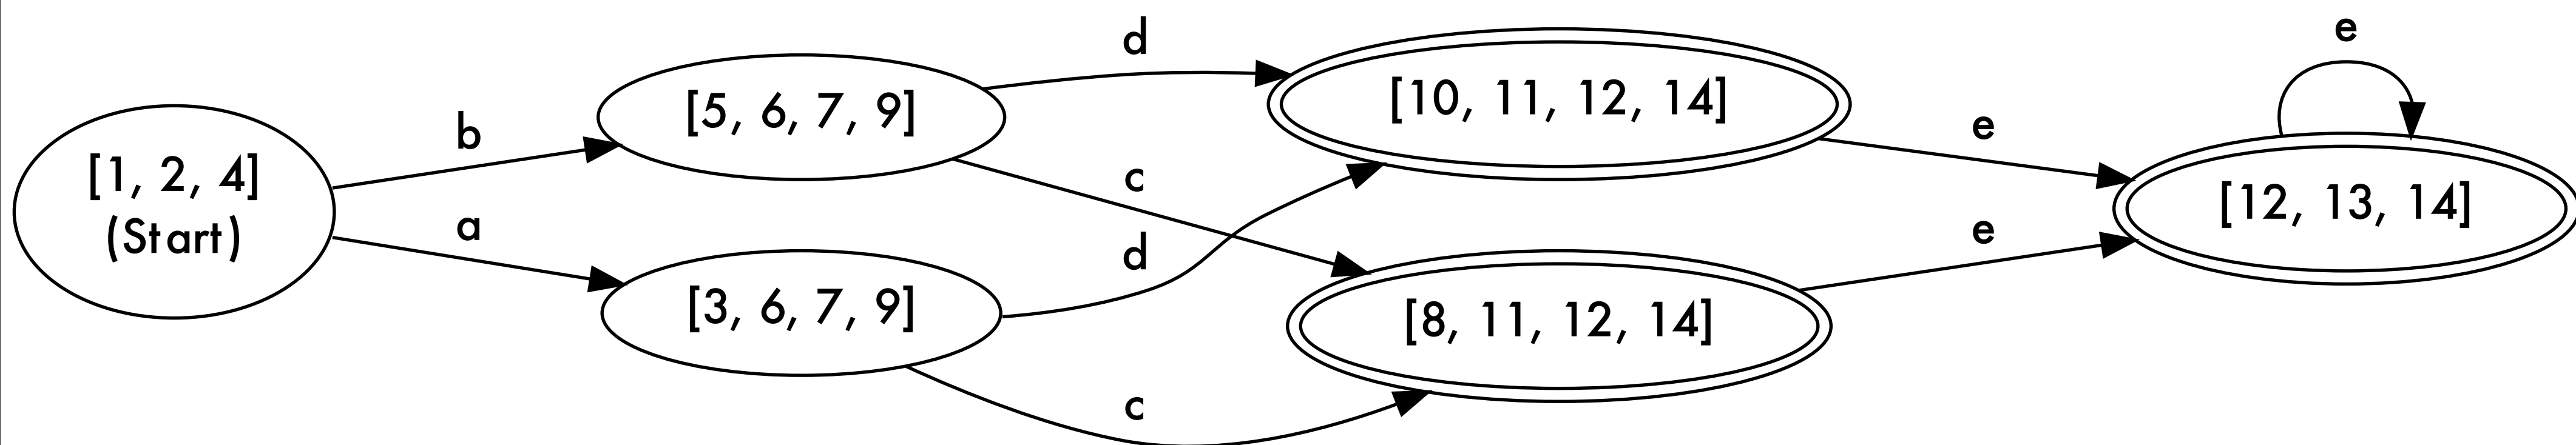 [1, 2, 4]
(Start)
b
a
[5, 6, 7, 9]
[3, 6, 7, 9]
d
c
d
c
[10, 11, 12, 14]
[8, 11, 12, 14]
e
e
e
[12, 13, 14]